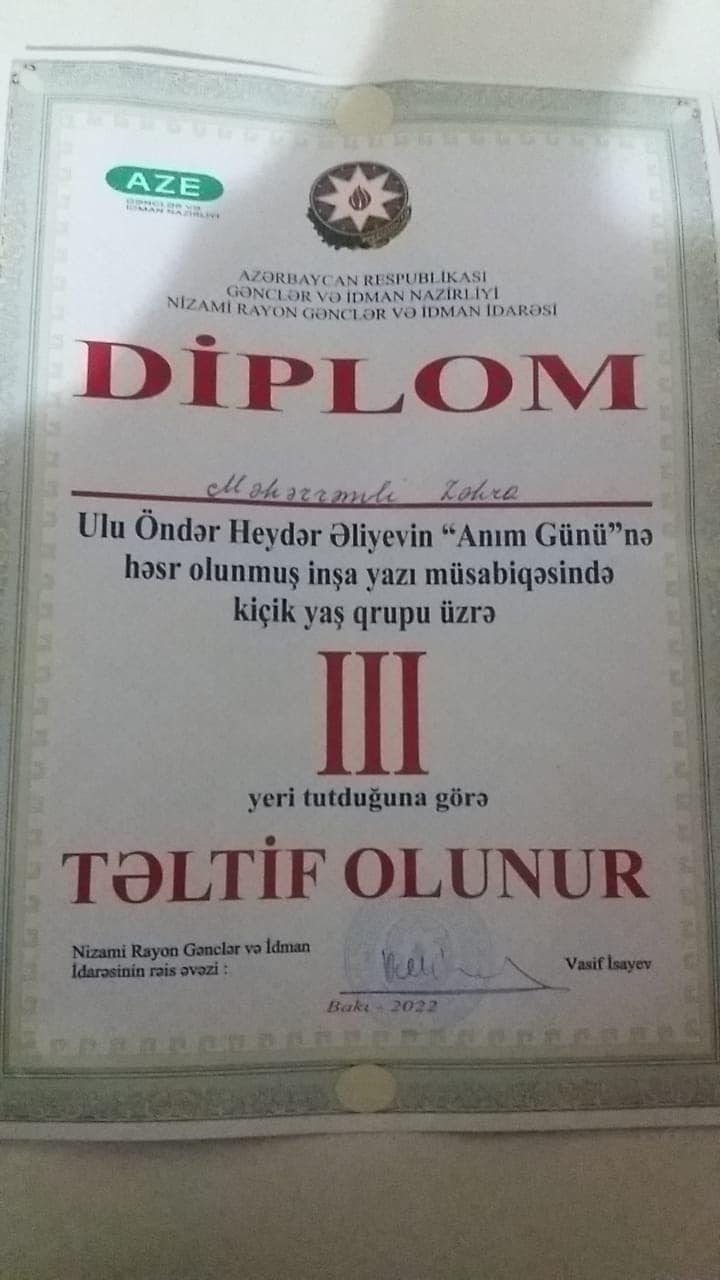 AZE
GƏNCLƏR VƏ
İDMAN NAZİRLİYİ
AZƏRBAYCAN RESPUBLİKASI
GƏNCLƏR VƏ İDMAN NAZİRLİYİ
NİZAMİ RAYON GƏNCLƏR VƏ İDMAN İDARƏSİ
DİPLOM
Məhərrəmli Zəhra
Ulu Öndər Heydər Əliyevin “Anım Günü”nə
həsr olunmuş inşa yazı müsabiqəsində
kiçik yaş qrupu üzrə
III
yeri tutduğuna görə
TƏLTİF OLUNUR
Nizami Rayon Gənclər və İdman
İdarəsinin rəis əvəzi :
Vasif İsayev
Bakı - 2022